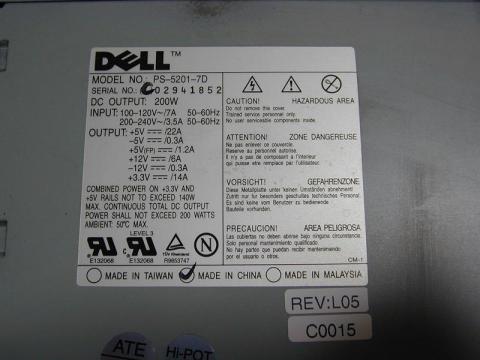 DELL™
MODEL NO.: PS-5201-7D
SERIAL NO.: C02941852
DC OUTPUT: 200W
INPUT: 100-120V~/7A 50-60Hz
200-240V~/3.5A 50-60Hz
OUTPUT: +5V ⎓/22A
-5V ⎓/0.3A
+5V(FP) ⎓/1.2A
+12V ⎓/6A
-12V ⎓/0.3A
+3.3V ⎓/14A
COMBINED POWER ON +3.3V AND
+5V RAILS NOT TO EXCEED 140W
MAX. CONTINUOUS TOTAL DC OUTPUT
POWER SHALL NOT EXCEED 200 WATTS
AMBIENT: 50°C MAX.
LEVEL 3
E132068 E132068 R9853747
CAUTION! HAZARDOUS AREA
Do not remove this cover.
Trained service personnel only.
No user serviceable components inside.
ATTENTION! ZONE DANGEREUSE
Ne pas enlever ce couvercle.
Reservé au personnel autorisé.
Il n'y a pas de composant a l'interieur
qui puisse etre remplacé par l'utilisateur.
VORSICHT! GEFAHRENZONE
Diese Metallplatte unter keinen Umständen abnehmen!
Zutritt nur für besonders geschultes technisches Personal.
Es sind keine durch den Benutzer zu wartenden
Bauteile vorhanden.
PRECAUCION! AREA PELIGROSA
Las cubiertas no deben abrirse bajo ninguna circunstancia.
Solo personal mantenimiento qualificado.
No hay partes que puedan recibir mantenimiento
por el usuario o dentro.
CM-1
MADE IN TAIWAN MADE IN CHINA MADE IN MALAYSIA
REV:L05
C0015
ATE Hi-POT